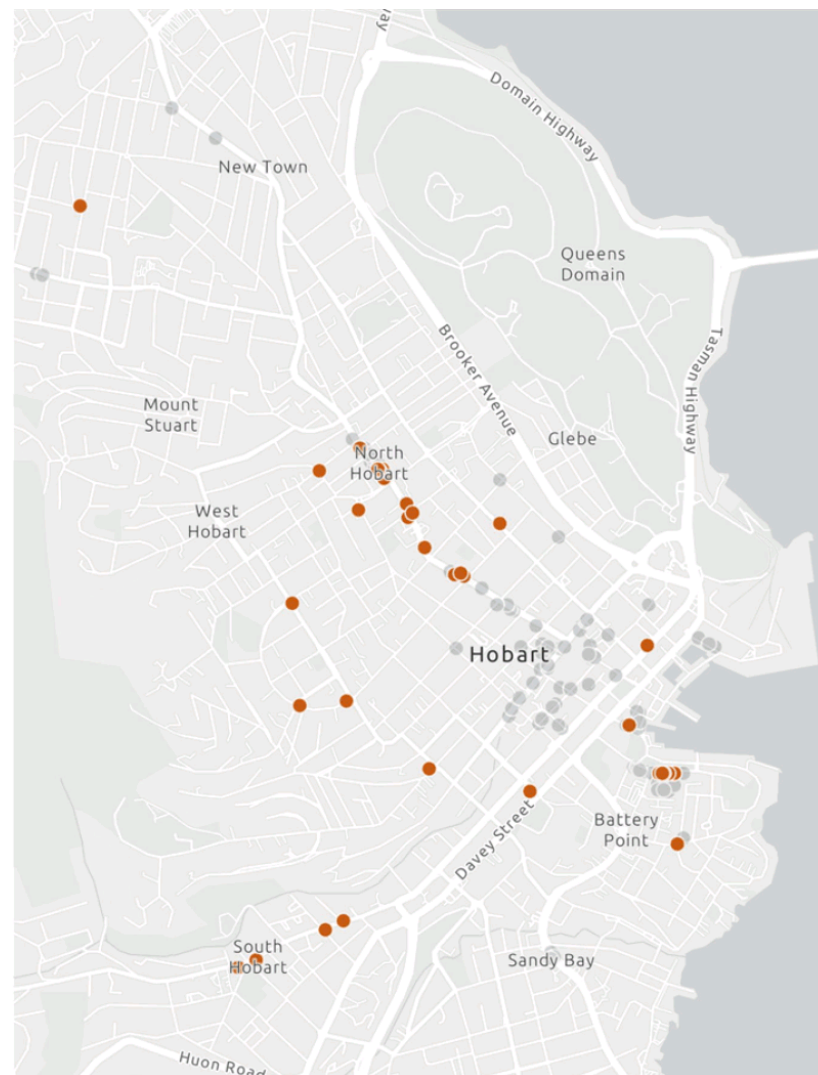 way
Domain Highway
New Town
Queens
Domain
Tasman Highway
Brooker Avenue
Mount
Stuart
Glebe
North
Hobart
West
Hobart
Hobart
Battery
Point
Davey Street
South
Hobart
Sandy Bay
Huon Road